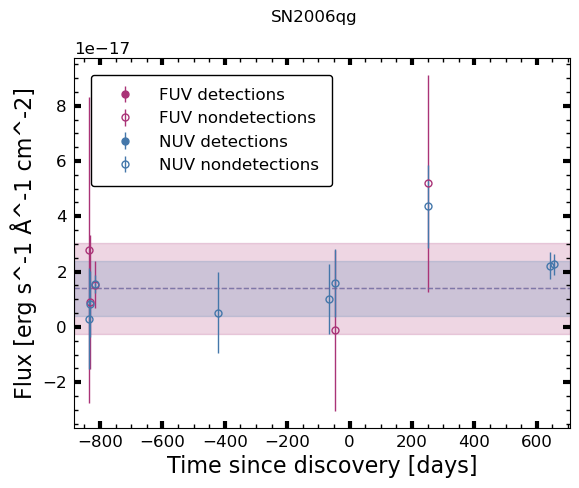 SN2006qg
1e−17
FUV detections
FUV nondetections
NUV detections
NUV nondetections
8
6
4
2
0
−2
Flux [erg s^-1 Å^-1 cm^-2]
−800 −600 −400 −200 0 200 400 600
Time since discovery [days]